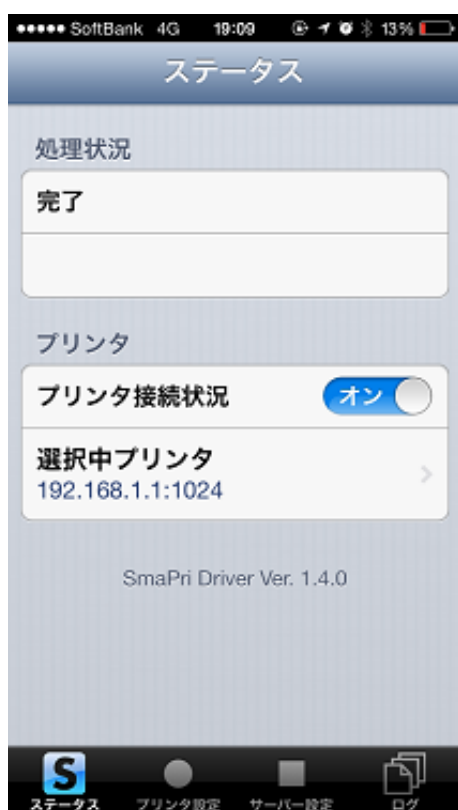 SoftBank 4G 19:09 13%
ステータス
処理状況
完了
プリンタ
プリンタ接続状況 オン
選択中プリンタ
192.168.1.1:1024
SmaPri Driver Ver. 1.4.0
S
ステータス プリンタ設定 サーバー設定 ログ